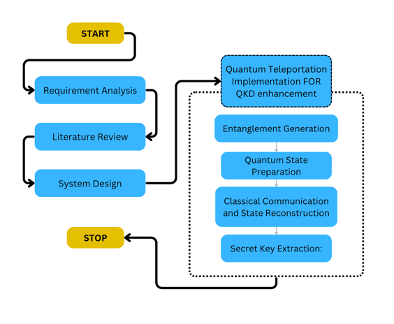 START
Requirement Analysis
Literature Review
System Design
STOP
Quantum Teleportation
Implementation FOR
QKD enhancement
Entanglement Generation
Quantum State
Preparation
Classical Communication
and State Reconstruction
Secret Key Extraction: